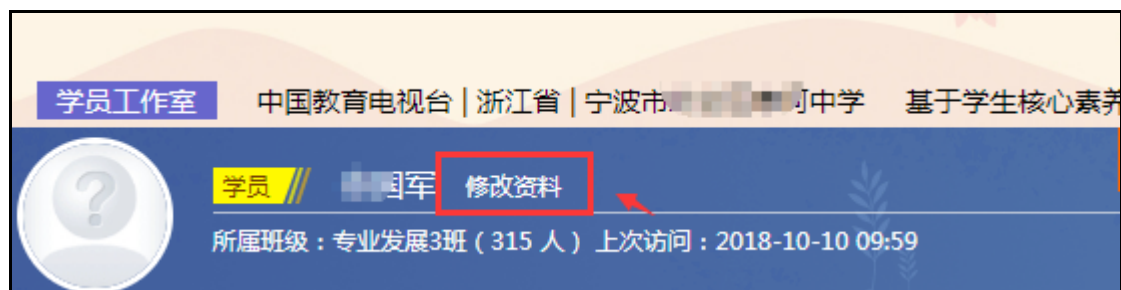 学员工作室 中国教育电视台 | 浙江省 | 宁波市 中学 基于学生核心素养
学员 国军 修改资料
所属班级：专业发展3班（315 人） 上次访问：2018-10-10 09:59